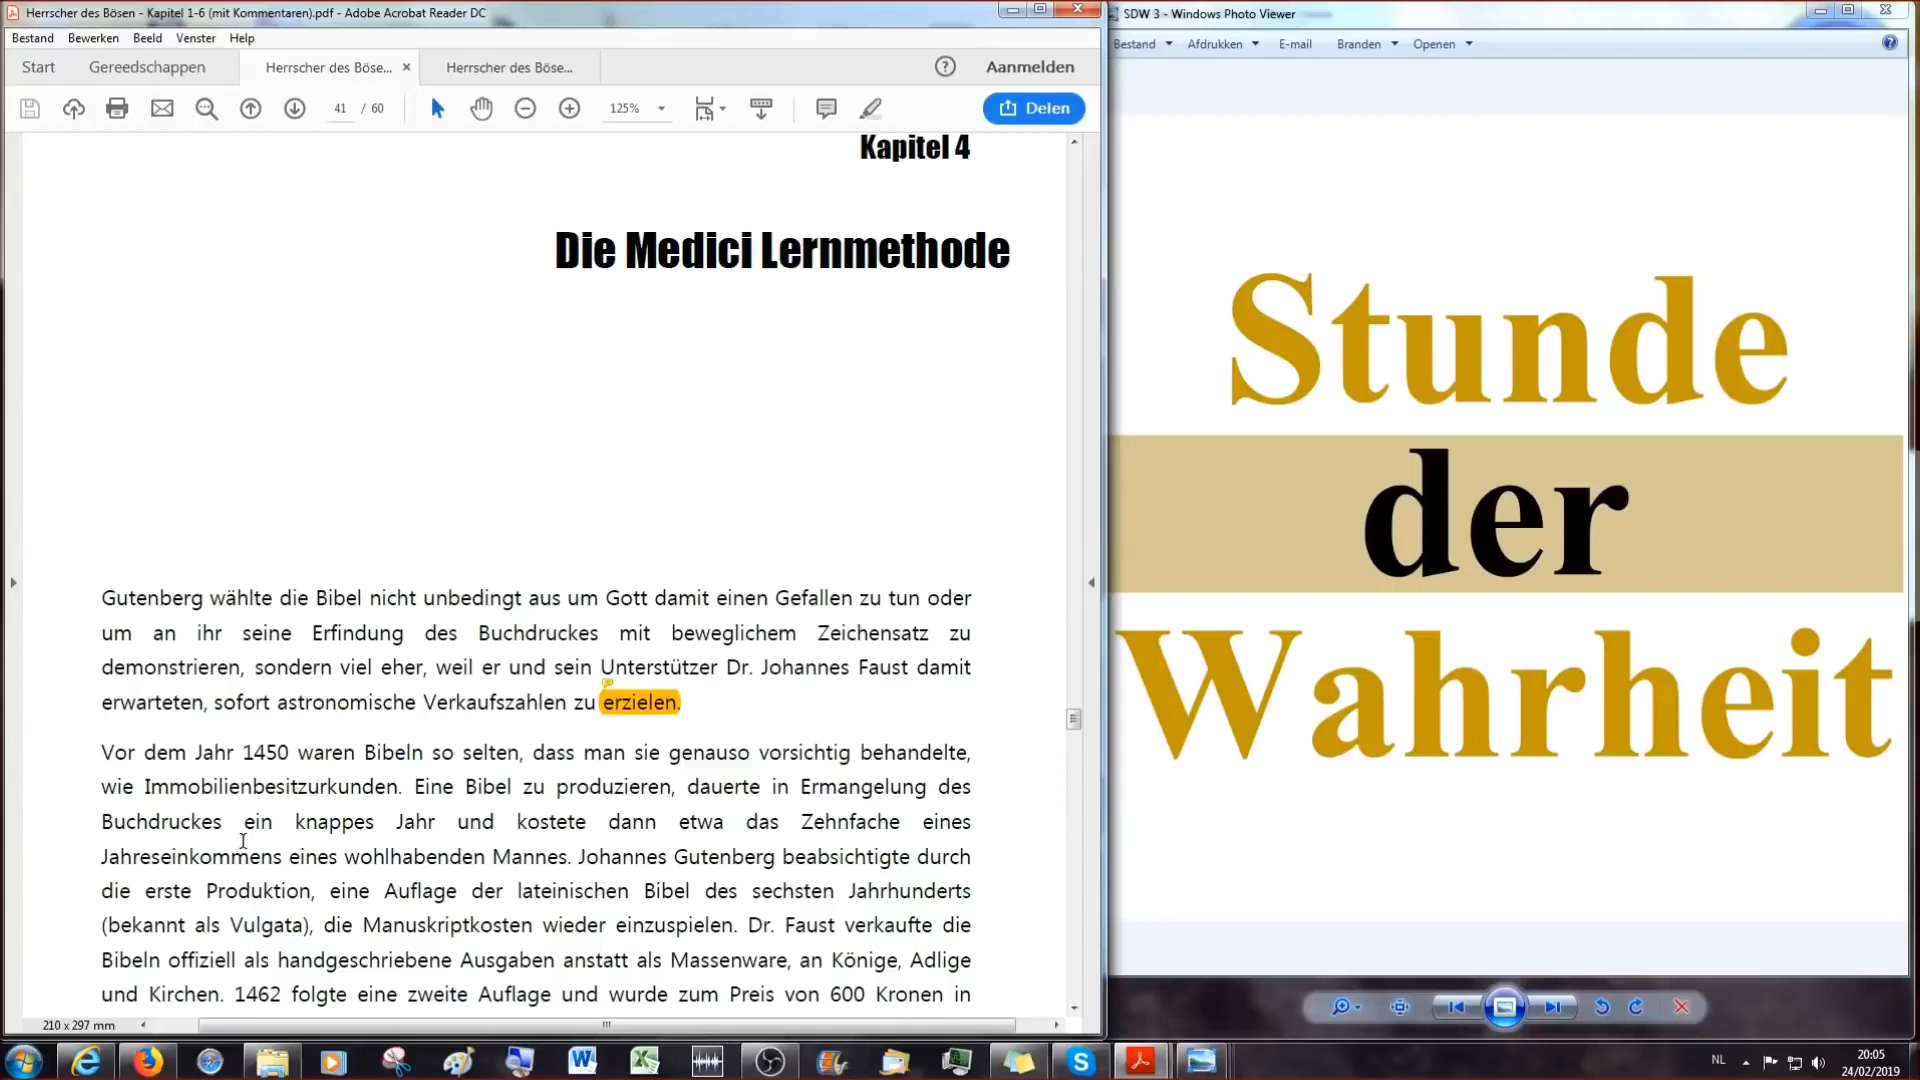 Herrscher des Bösen - Kapitel 1-6 (mit Kommentaren).pdf - Adobe Acrobat Reader DC
Bestand Bewerken Beeld Venster Help
Start Gereedschappen Herrscher des Böse... × Herrscher des Böse... Aanmelden
41 / 60 125% Delen
Kapitel 4
Die Medici Lernmethode
Gutenberg wählte die Bibel nicht unbedingt aus um Gott damit einen Gefallen zu tun oder
um an ihr seine Erfindung des Buchdruckes mit beweglichem Zeichensatz zu
demonstrieren, sondern viel eher, weil er und sein Unterstützer Dr. Johannes Faust damit
erwarteten, sofort astronomische Verkaufszahlen zu erzielen.
Vor dem Jahr 1450 waren Bibeln so selten, dass man sie genauso vorsichtig behandelte,
wie Immobilienbesitzurkunden. Eine Bibel zu produzieren, dauerte in Ermangelung des
Buchdruckes ein knappes Jahr und kostete dann etwa das Zehnfache eines
Jahreseinkommens eines wohlhabenden Mannes. Johannes Gutenberg beabsichtigte durch
die erste Produktion, eine Auflage der lateinischen Bibel des sechsten Jahrhunderts
(bekannt als Vulgata), die Manuskriptkosten wieder einzuspielen. Dr. Faust verkaufte die
Bibeln offiziell als handgeschriebene Ausgaben anstatt als Massenware, an Könige, Adlige
und Kirchen. 1462 folgte eine zweite Auflage und wurde zum Preis von 600 Kronen in
210 x 297 mm
SDW 3 - Windows Photo Viewer
Bestand Afdrukken E-mail Branden Openen
Stunde
der
Wahrheit
NL
20:05
24/02/2019